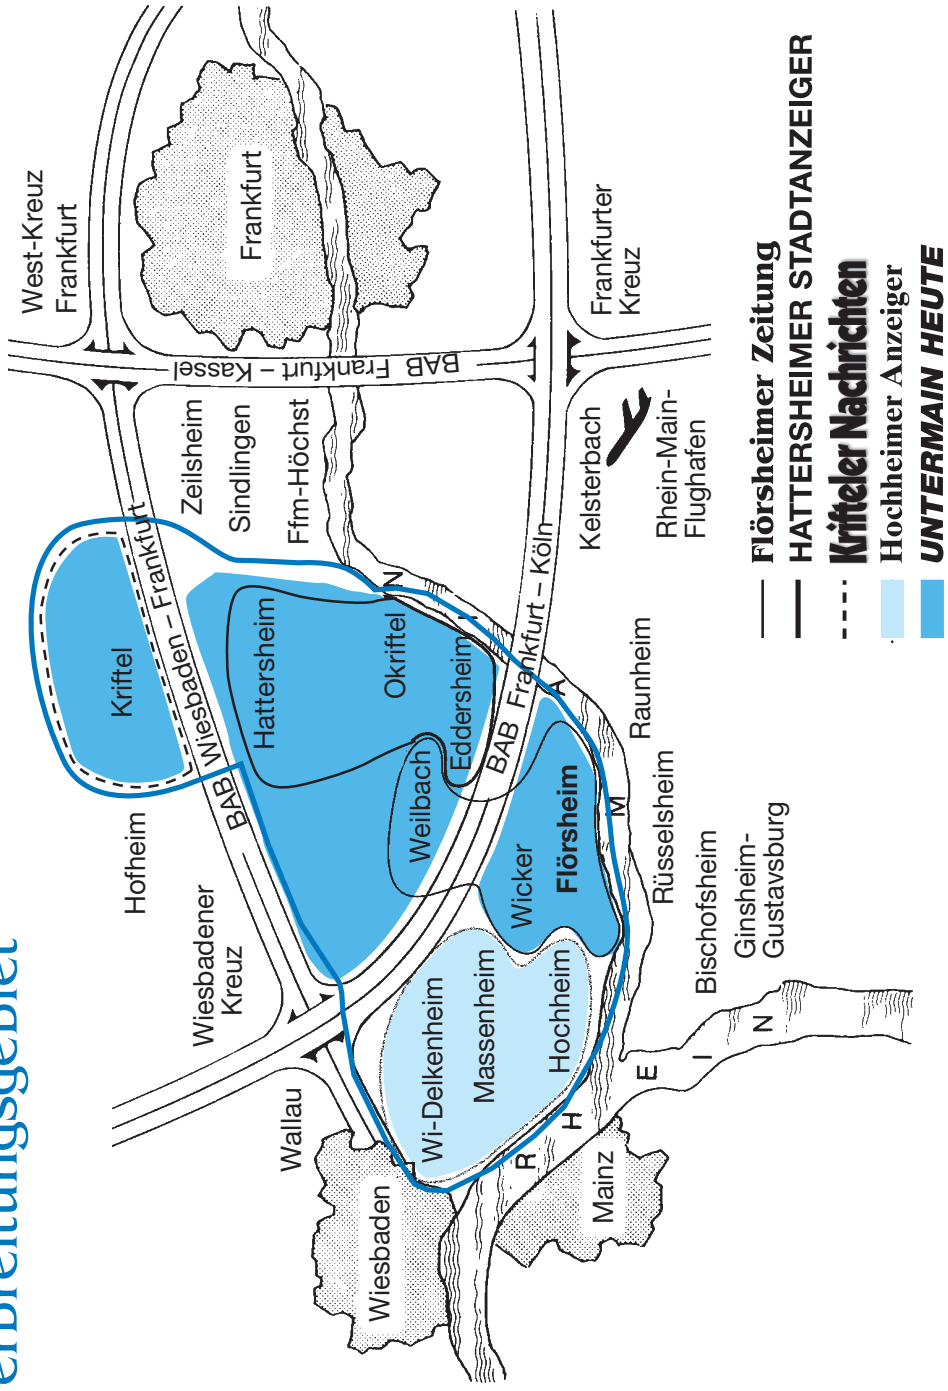 erbreitungsgebiet
West-Kreuz
Frankfurt
Frankfurt
Frankfurter
Kreuz
BAB Frankfurt – Kassel
Zeilsheim
Sindlingen
Ffm-Höchst
Kelsterbach
Rhein-Main-
Flughafen
BAB Wiesbaden – Frankfurt
BAB Frankfurt – Köln
Kriftel
Hattersheim
Okriftel
Eddersheim
Weilbach
Wicker
Flörsheim
Hofheim
Wiesbadener
Kreuz
Wallau
Wi-Delkenheim
Massenheim
Hochheim
Wiesbaden
Mainz
M A I N
R H E I N
Raunheim
Rüsselsheim
Bischofsheim
Ginsheim-
Gustavsburg
Flörsheimer Zeitung
HATTERSHEIMER STADTANZEIGER
Krifteler Nachrichten
Hochheimer Anzeiger
UNTERMAIN HEUTE